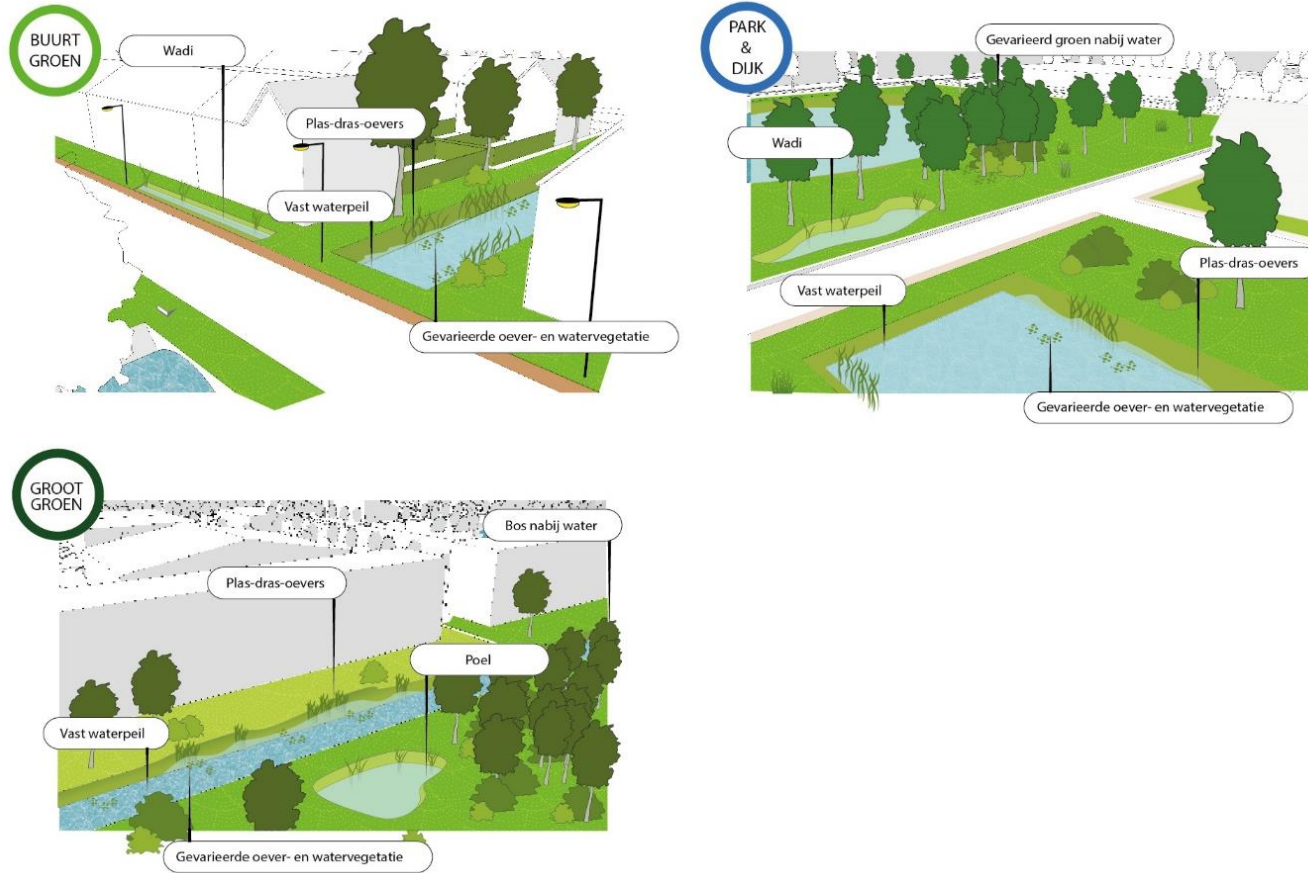 BUURT
GROEN
Wadi
Plas-dras-oevers
Vast waterpeil
Gevarieerde oever- en watervegetatie
PARK
&
DIJK
Gevarieerd groen nabij water
Wadi
Vast waterpeil
Plas-dras-oevers
Gevarieerde oever- en watervegetatie
GROOT
GROEN
Bos nabij water
Plas-dras-oevers
Poel
Vast waterpeil
Gevarieerde oever- en watervegetatie